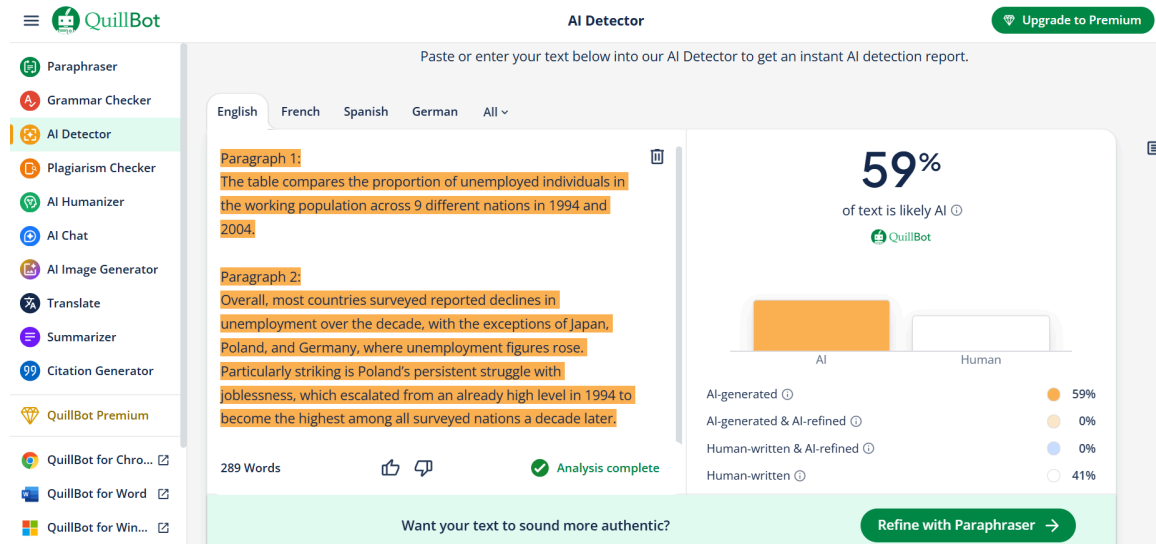 QuillBot
AI Detector
Upgrade to Premium
Paraphraser
Grammar Checker
AI Detector
Plagiarism Checker
AI Humanizer
AI Chat
AI Image Generator
Translate
Summarizer
Citation Generator
QuillBot Premium
QuillBot for Chro...
QuillBot for Word
QuillBot for Win...
Paste or enter your text below into our AI Detector to get an instant AI detection report.
English French Spanish German All
Paragraph 1:
The table compares the proportion of unemployed individuals in
the working population across 9 different nations in 1994 and
2004.
Paragraph 2:
Overall, most countries surveyed reported declines in
unemployment over the decade, with the exceptions of Japan,
Poland, and Germany, where unemployment figures rose.
Particularly striking is Poland's persistent struggle with
joblessness, which escalated from an already high level in 1994 to
become the highest among all surveyed nations a decade later.
289 Words
Analysis complete
59%
of text is likely AI
QuillBot
AI Human
AI-generated 59%
AI-generated & AI-refined 0%
Human-written & AI-refined 0%
Human-written 41%
Want your text to sound more authentic?
Refine with Paraphraser